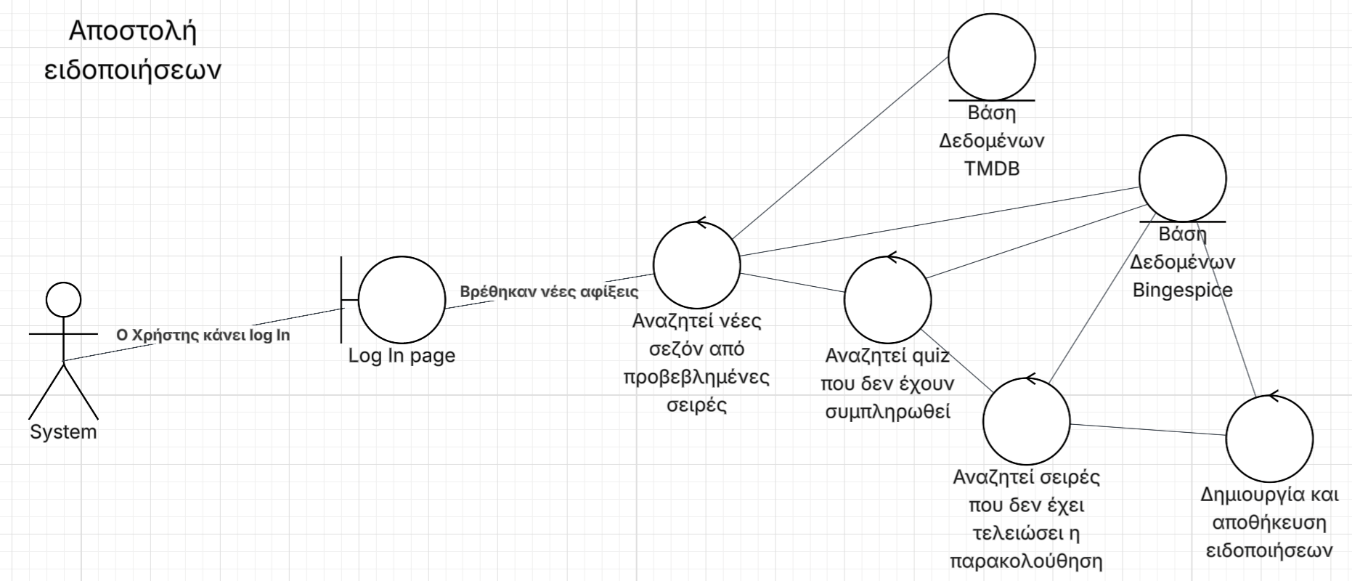 Αποστολή
ειδοποιήσεων
Βάση
Δεδομένων
TMDB
Βάση
Δεδομένων
Bingespice
Βρέθηκαν νέες αφίξεις
Ο Χρήστης κάνει log In
Log In page
System
Αναζητεί νέες
σεζόν από
προβεβλημένες
σειρές
Αναζητεί quiz
που δεν έχουν
συμπληρωθεί
Αναζητεί σειρές
που δεν έχει
τελειώσει η
παρακολούθηση
Δημιουργία και
αποθήκευση
ειδοποιήσεων